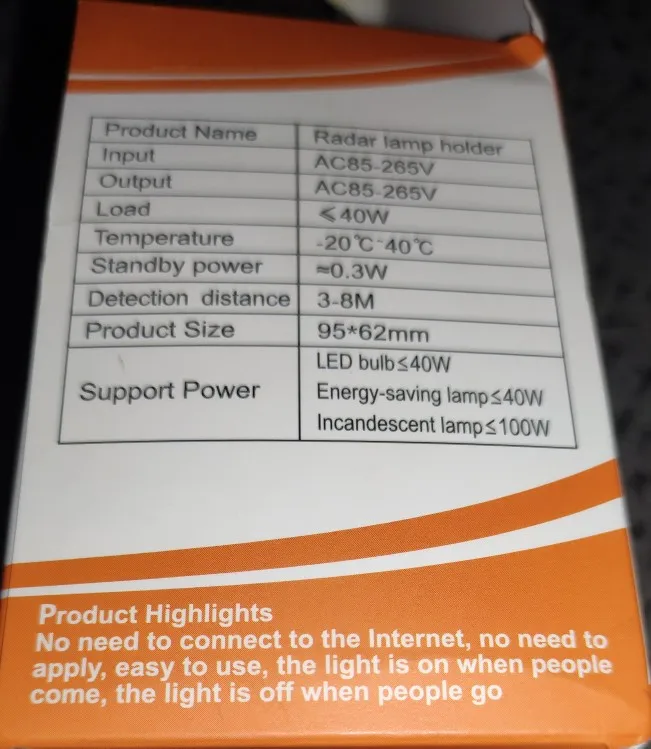 Product Name Radar lamp holder
Input AC85-265V
Output AC85-265V
Load ≤40W
Temperature -20℃-40℃
Standby power ≈0.3W
Detection distance 3-8M
Product Size 95*62mm
Support Power LED bulb≤40W
Energy-saving lamp≤40W
Incandescent lamp≤100W
Product Highlights
No need to connect to the Internet, no need to
apply, easy to use, the light is on when people
come, the light is off when people go